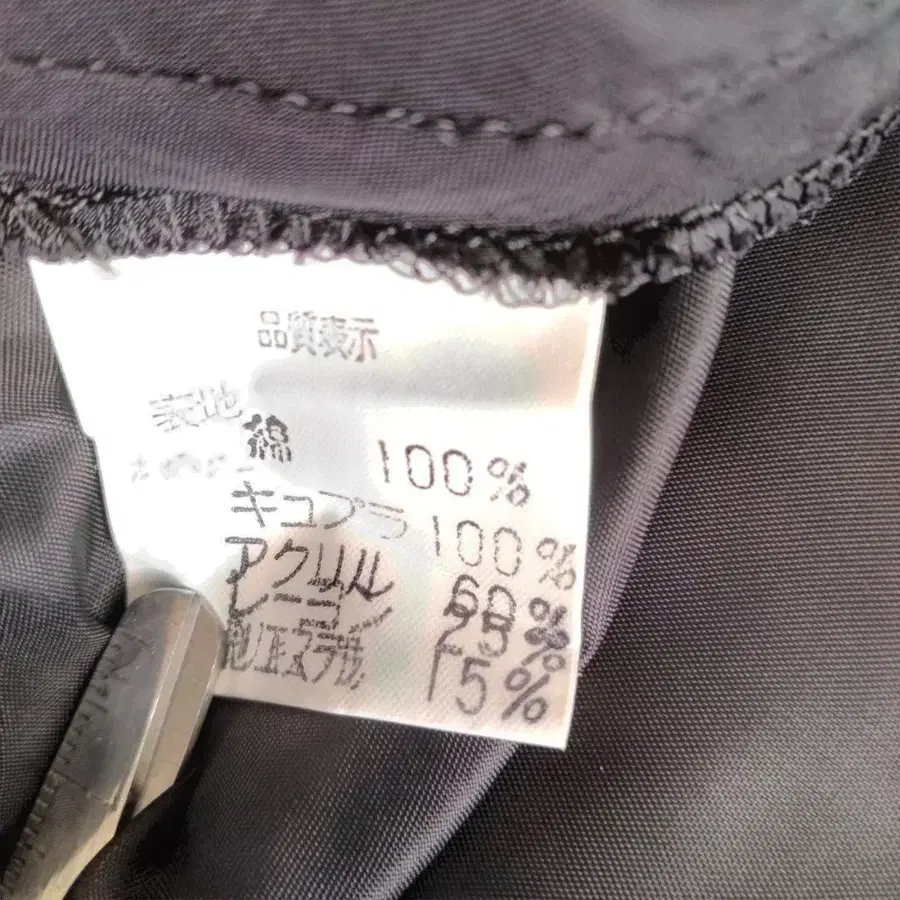 品質表示
表地
綿 100%
キュプラ 100%
アクリル 60%
レーヨン 25%
ポリエステル 15%